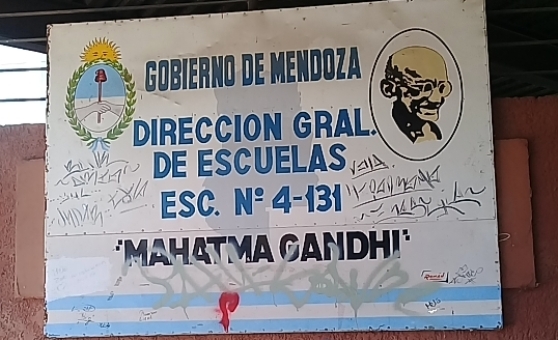 GOBIERNO DE MENDOZA
DIRECCION GRAL.
DE ESCUELAS
ESC. Nº 4-131
"MAHATMA GANDHI"